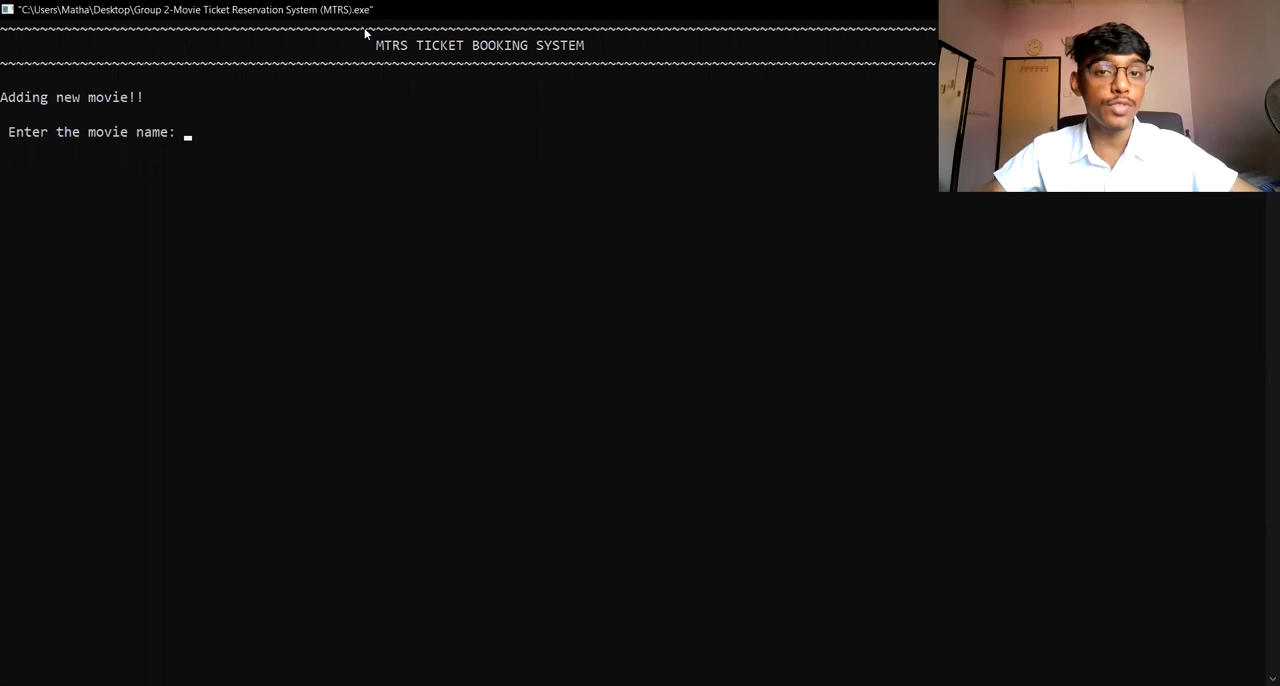 "C:\Users\Matha\Desktop\Group 2-Movie Ticket Reservation System (MTRS).exe"
MTRS TICKET BOOKING SYSTEM
Adding new movie!!
Enter the movie name: